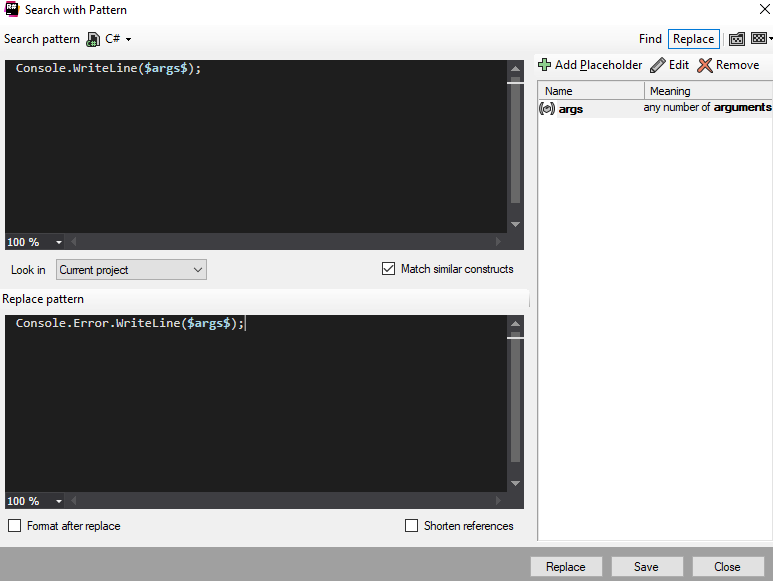 R#
Search with Pattern
Search pattern C#
Find Replace
Console.WriteLine($args$);
Add Placeholder Edit Remove
Name Meaning
args any number of arguments
100 %
Look in Current project Match similar constructs
Replace pattern
Console.Error.WriteLine($args$);
100 %
Format after replace Shorten references
Replace Save Close